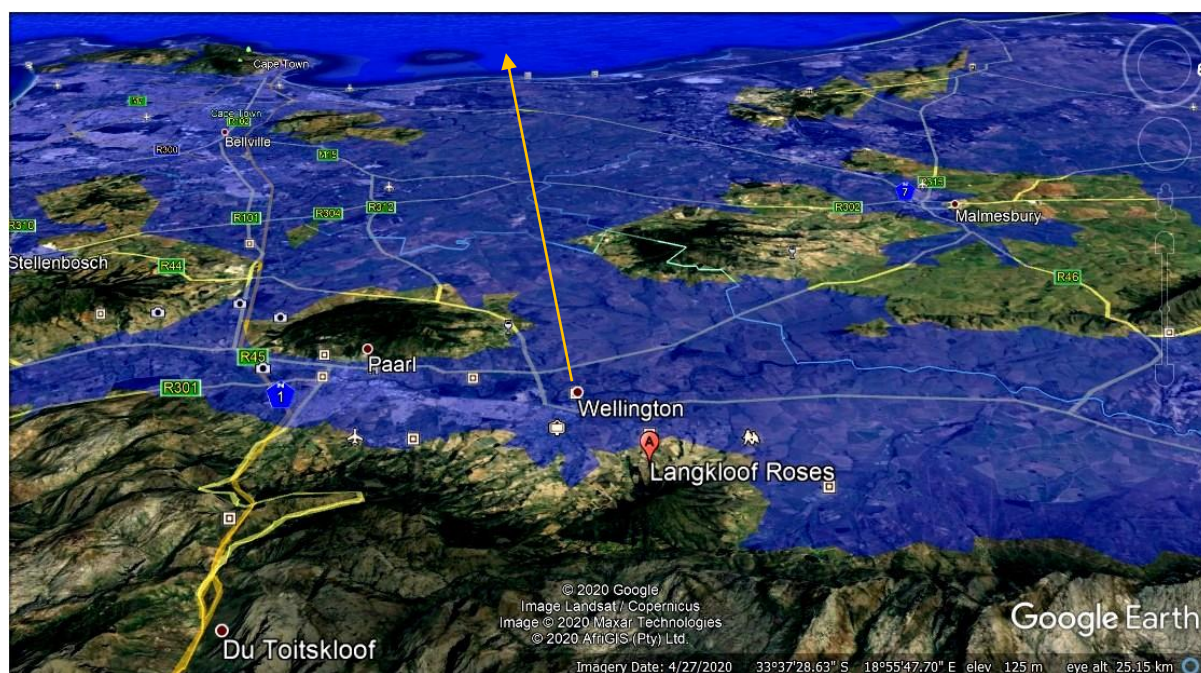 Cape Town
Cape Town
R102
Bellville
R300
M15
R101
R304
R312
R310
Stellenbosch
R44
R302
7
R315
Malmesbury
R46
R45
Paarl
R301
N
1
Wellington
A
Langkloof Roses
Du Toitskloof
© 2020 Google
Image Landsat / Copernicus
Image © 2020 Maxar Technologies
© 2020 AfriGIS (Pty) Ltd.
Google Earth
Imagery Date: 4/27/2020 33°37'28.63" S 18°55'47.70" E elev 125 m eye alt 25.15 km